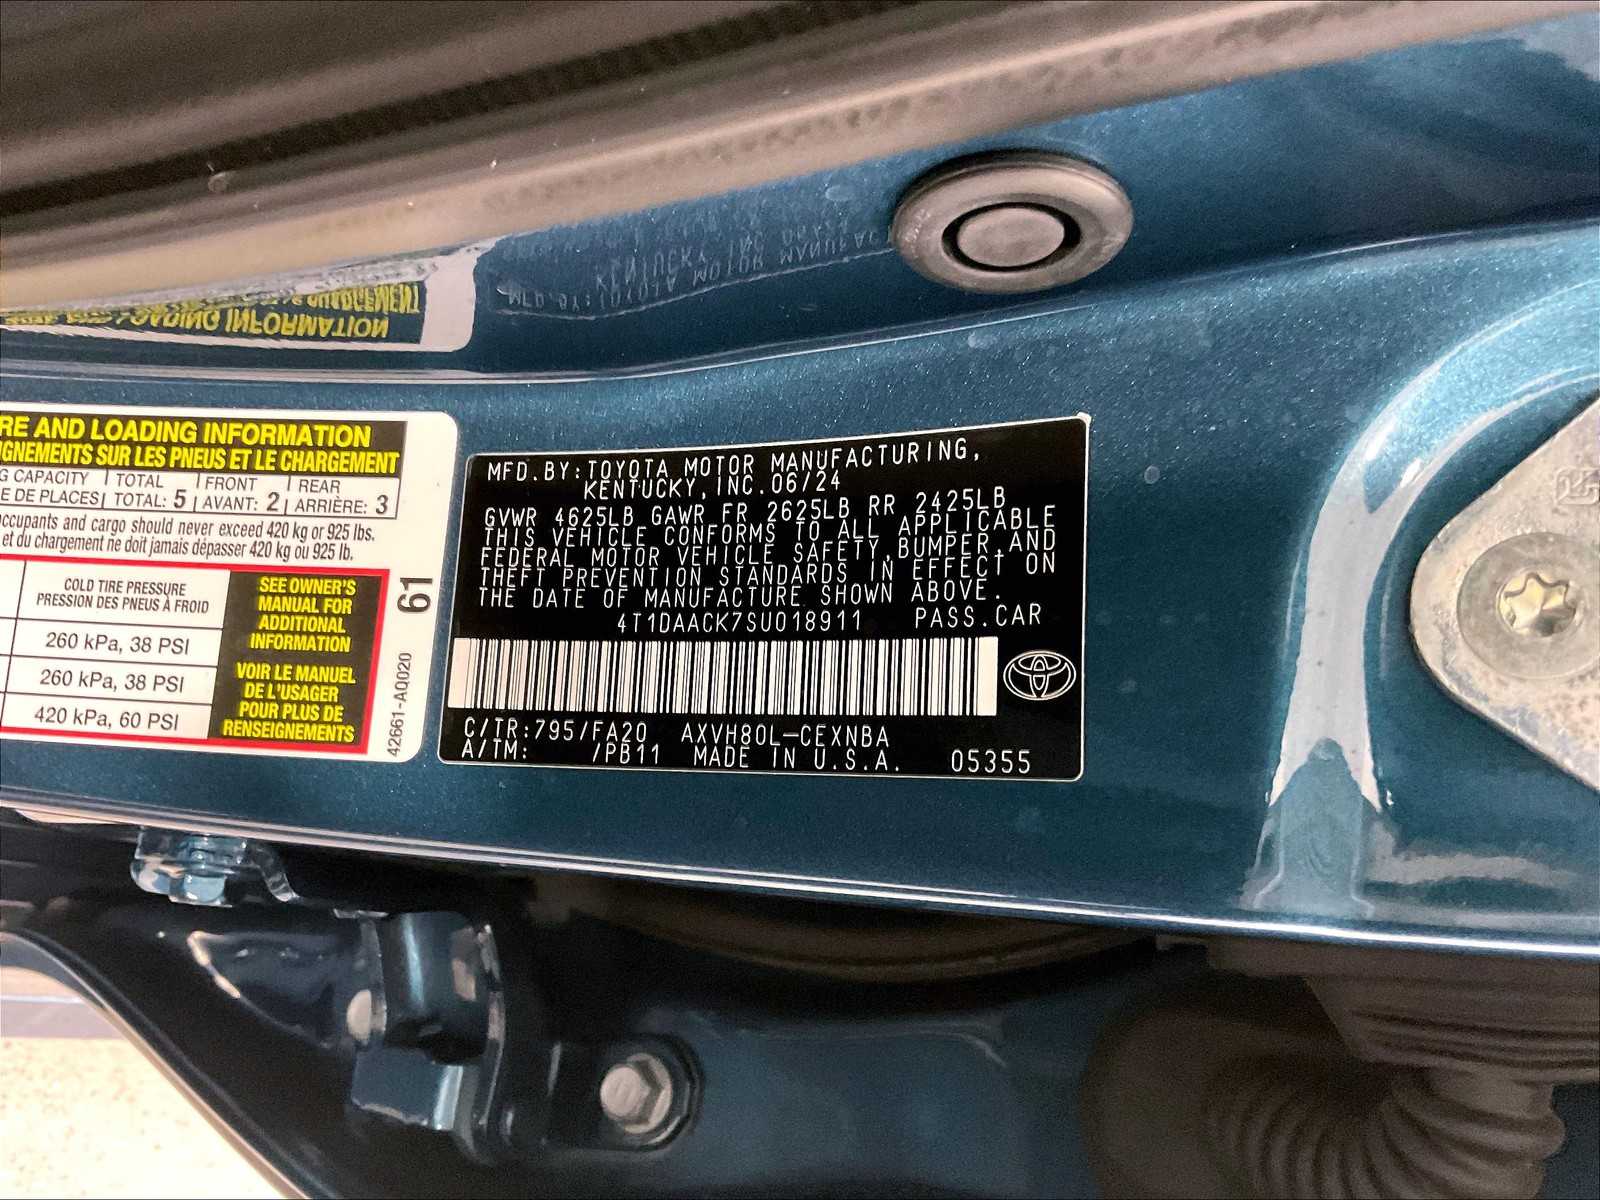 RE AND LOADING INFORMATION
IGNEMENTS SUR LES PNEUS ET LE CHARGEMENT
G CAPACITY TOTAL FRONT REAR
E DE PLACES TOTAL: 5 AVANT: 2 ARRIÈRE: 3
occupants and cargo should never exceed 420 kg or 925 lbs.
et du chargement ne doit jamais dépasser 420 kg ou 925 lb.
COLD TIRE PRESSURE
PRESSION DES PNEUS À FROID
260 kPa, 38 PSI
260 kPa, 38 PSI
420 kPa, 60 PSI
SEE OWNER'S
MANUAL FOR
ADDITIONAL
INFORMATION
VOIR LE MANUEL
DE L'USAGER
POUR PLUS DE
RENSEIGNEMENTS
61
42661-A0020
MFD.BY:TOYOTA MOTOR MANUFACTURING,
KENTUCKY,INC.06/24
GVWR 4625LB GAWR FR 2625LB RR 2425LB
THIS VEHICLE CONFORMS TO ALL APPLICABLE
FEDERAL MOTOR VEHICLE SAFETY,BUMPER,AND
THEFT PREVENTION STANDARDS IN EFFECT ON
THE DATE OF MANUFACTURE SHOWN ABOVE.
4T1DAACK7SU018911 PASS.CAR
C/TR:795/FA20 AXVH80L-CEXNBA
A/TM: /PB11 MADE IN U.S.A. 05355